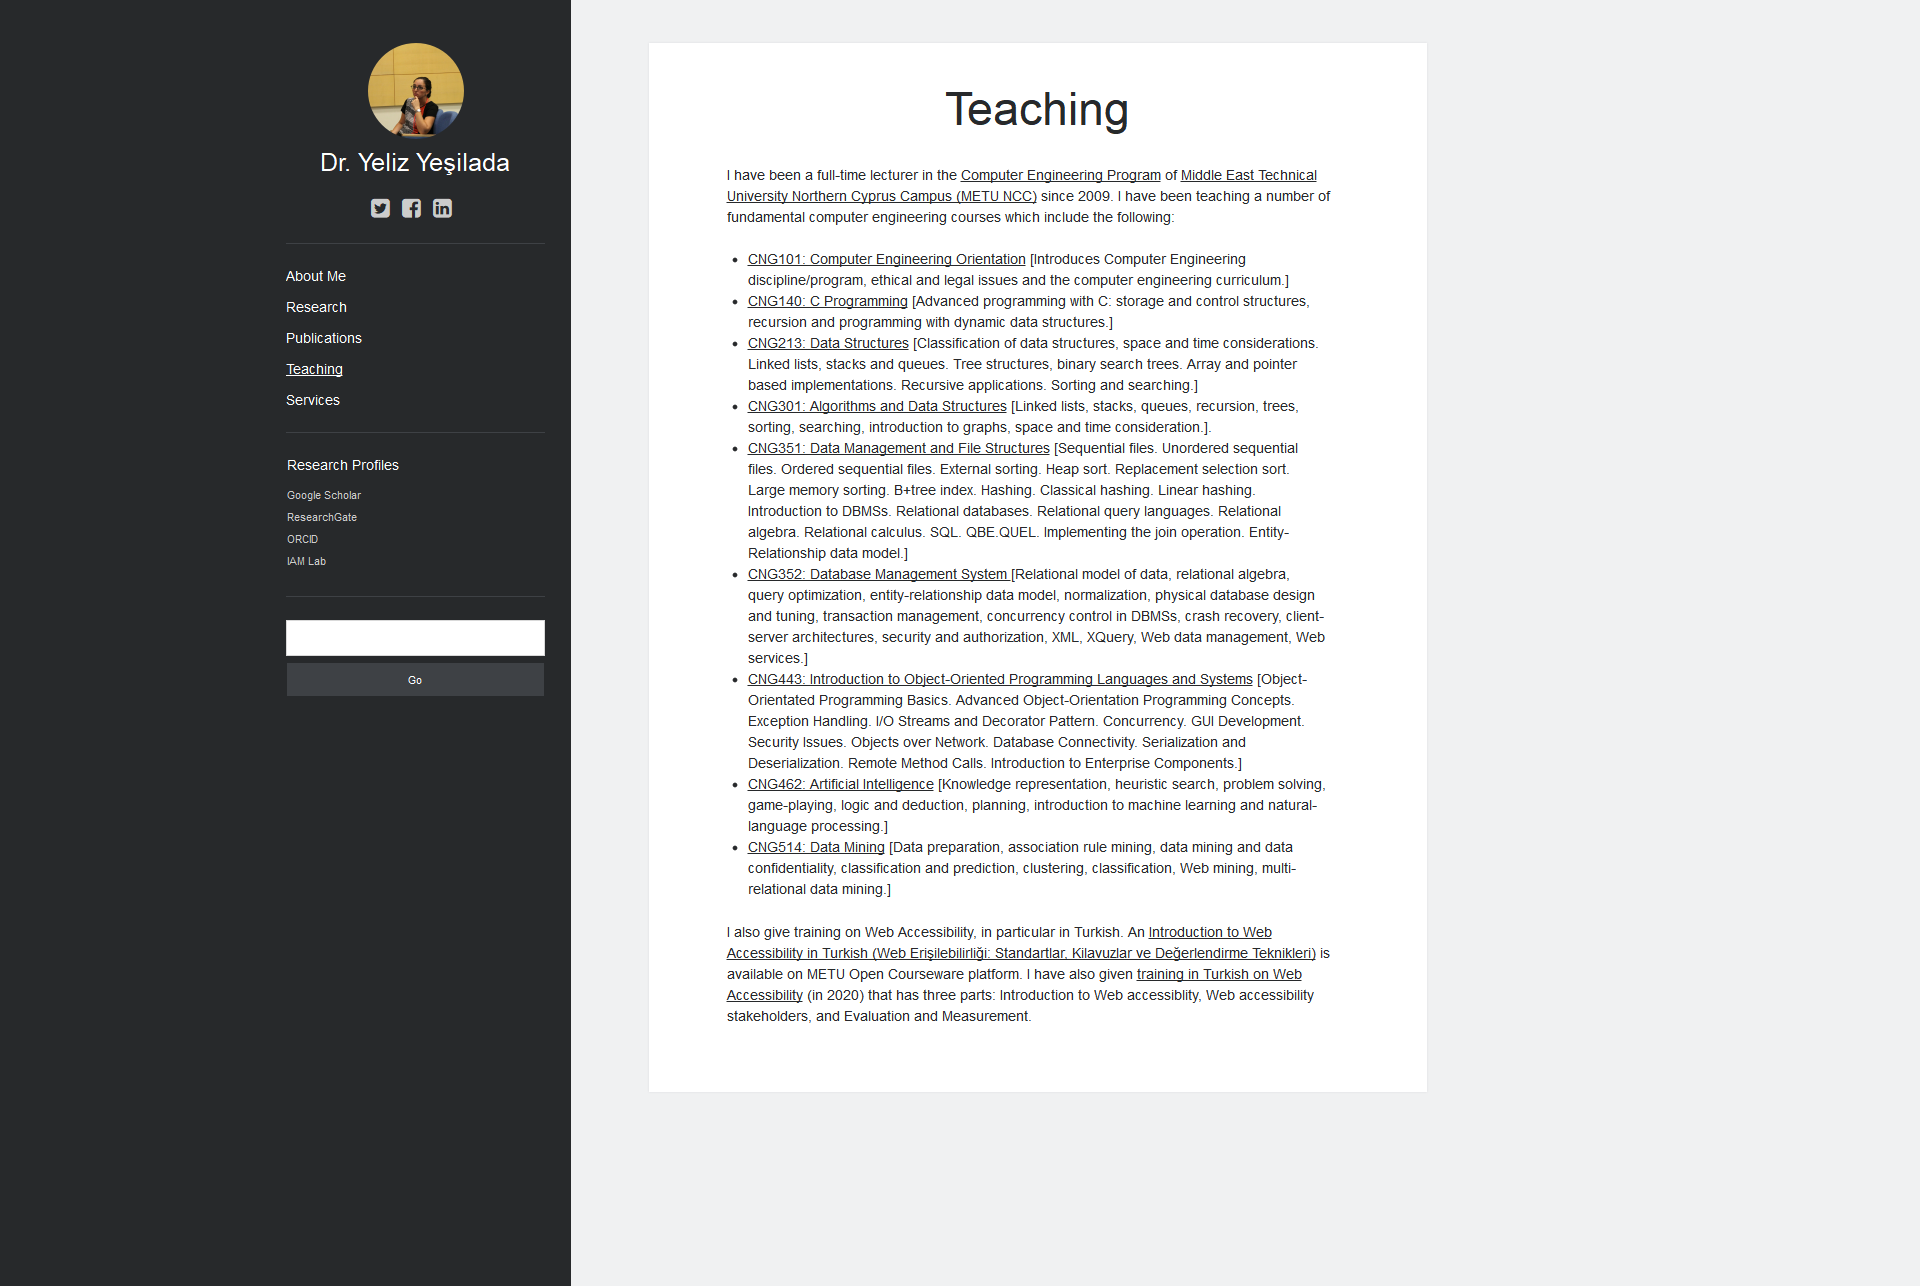 Dr. Yeliz Yeşilada
About Me
Research
Publications
Teaching
Services
Research Profiles
Google Scholar
ResearchGate
ORCID
IAM Lab
Go
Teaching
I have been a full-time lecturer in the Computer Engineering Program of Middle East Technical
University Northern Cyprus Campus (METU NCC) since 2009. I have been teaching a number of
fundamental computer engineering courses which include the following:
• CNG101: Computer Engineering Orientation [Introduces Computer Engineering
discipline/program, ethical and legal issues and the computer engineering curriculum.]
• CNG140: C Programming [Advanced programming with C: storage and control structures,
recursion and programming with dynamic data structures.]
• CNG213: Data Structures [Classification of data structures, space and time considerations.
Linked lists, stacks and queues. Tree structures, binary search trees. Array and pointer
based implementations. Recursive applications. Sorting and searching.]
• CNG301: Algorithms and Data Structures [Linked lists, stacks, queues, recursion, trees,
sorting, searching, introduction to graphs, space and time consideration.].
• CNG351: Data Management and File Structures [Sequential files. Unordered sequential
files. Ordered sequential files. External sorting. Heap sort. Replacement selection sort.
Large memory sorting. B+tree index. Hashing. Classical hashing. Linear hashing.
Introduction to DBMSs. Relational databases. Relational query languages. Relational
algebra. Relational calculus. SQL. QBE.QUEL. Implementing the join operation. Entity-
Relationship data model.]
• CNG352: Database Management System [Relational model of data, relational algebra,
query optimization, entity-relationship data model, normalization, physical database design
and tuning, transaction management, concurrency control in DBMSs, crash recovery, client-
server architectures, security and authorization, XML, XQuery, Web data management, Web
services.]
• CNG443: Introduction to Object-Oriented Programming Languages and Systems [Object-
Orientated Programming Basics. Advanced Object-Orientation Programming Concepts.
Exception Handling. I/O Streams and Decorator Pattern. Concurrency. GUI Development.
Security Issues. Objects over Network. Database Connectivity. Serialization and
Deserialization. Remote Method Calls. Introduction to Enterprise Components.]
• CNG462: Artificial Intelligence [Knowledge representation, heuristic search, problem solving,
game-playing, logic and deduction, planning, introduction to machine learning and natural-
language processing.]
• CNG514: Data Mining [Data preparation, association rule mining, data mining and data
confidentiality, classification and prediction, clustering, classification, Web mining, multi-
relational data mining.]
I also give training on Web Accessibility, in particular in Turkish. An Introduction to Web
Accessibility in Turkish (Web Erişilebilirliği: Standartlar, Kilavuzlar ve Değerlendirme Teknikleri) is
available on METU Open Courseware platform. I have also given training in Turkish on Web
Accessibility (in 2020) that has three parts: Introduction to Web accessiblity, Web accessibility
stakeholders, and Evaluation and Measurement.